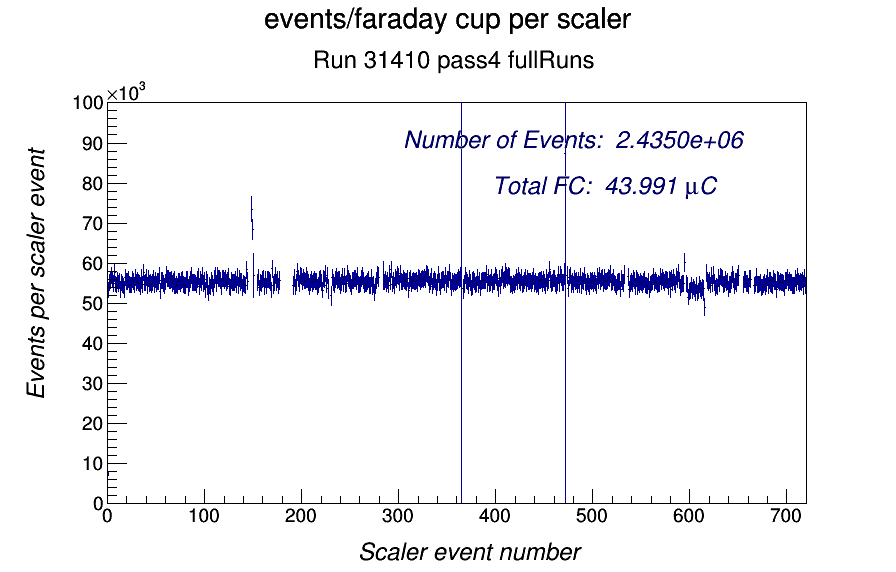 events/faraday cup per scaler
Run 31410 pass4 fullRuns
×10³
100
90
80
70
60
50
40
30
20
10
0
Events per scaler event
Number of Events: 2.4350e+06
Total FC: 43.991 μC
0 100 200 300 400 500 600 700
Scaler event number